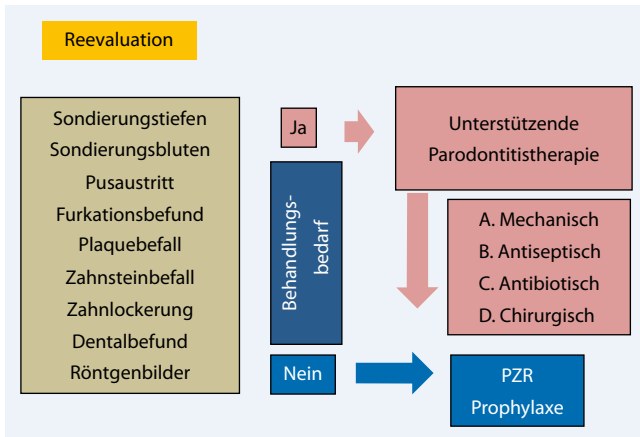 Reevaluation
Sondierungstiefen
Sondierungsbluten
Pusaustritt
Furkationsbefund
Plaquebefall
Zahnsteinbefall
Zahnlockerung
Dentalbefund
Röntgenbilder
Ja
Behandlungs-
bedarf
Nein
Unterstützende
Parodontitistherapie
A. Mechanisch
B. Antiseptisch
C. Antibiotisch
D. Chirurgisch
PZR
Prophylaxe